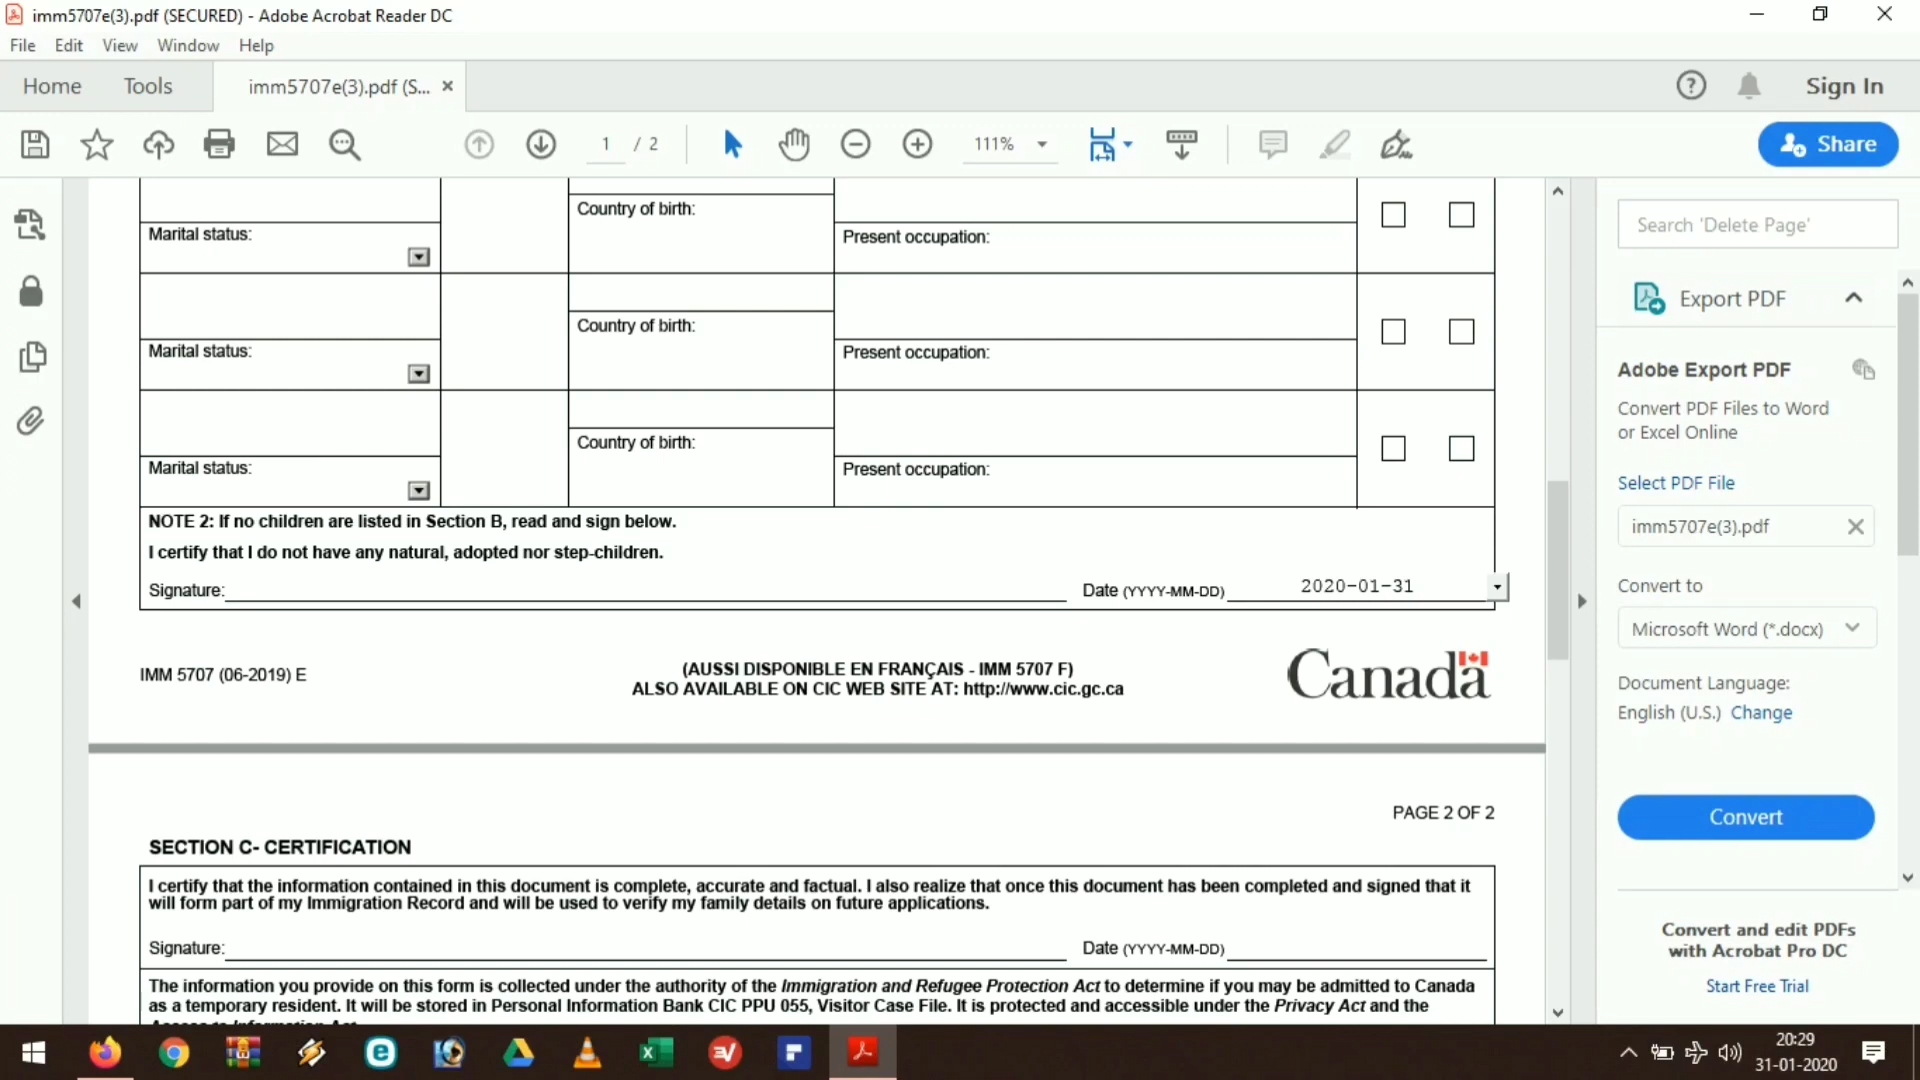 imm5707e(3).pdf (SECURED) - Adobe Acrobat Reader DC
File Edit View Window Help
Home Tools imm5707e(3).pdf (S... × Sign In
1 / 2 111% Share
Country of birth:
Marital status: Present occupation:
Country of birth:
Marital status: Present occupation:
Country of birth:
Marital status: Present occupation:
NOTE 2: If no children are listed in Section B, read and sign below.
I certify that I do not have any natural, adopted nor step-children.
Signature: Date (YYYY-MM-DD) 2020-01-31
IMM 5707 (06-2019) E
(AUSSI DISPONIBLE EN FRANÇAIS - IMM 5707 F)
ALSO AVAILABLE ON CIC WEB SITE AT: http://www.cic.gc.ca
Canada
PAGE 2 OF 2
SECTION C- CERTIFICATION
I certify that the information contained in this document is complete, accurate and factual. I also realize that once this document has been completed and signed that it
will form part of my Immigration Record and will be used to verify my family details on future applications.
Signature: Date (YYYY-MM-DD)
The information you provide on this form is collected under the authority of the Immigration and Refugee Protection Act to determine if you may be admitted to Canada
as a temporary resident. It will be stored in Personal Information Bank CIC PPU 055, Visitor Case File. It is protected and accessible under the Privacy Act and the
Search 'Delete Page'
Export PDF
Adobe Export PDF
Convert PDF Files to Word
or Excel Online
Select PDF File
imm5707e(3).pdf
Convert to
Microsoft Word (*.docx)
Document Language:
English (U.S.) Change
Convert
Convert and edit PDFs
with Acrobat Pro DC
Start Free Trial
20:29
31-01-2020